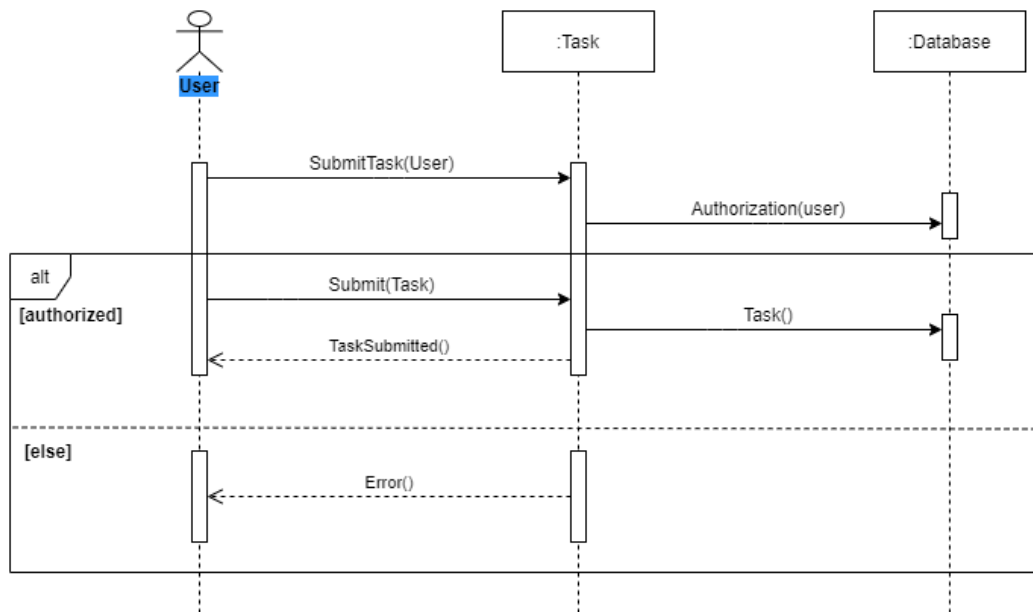 :Task
:Database
User
SubmitTask(User)
Authorization(user)
alt
Submit(Task)
[authorized]
Task()
TaskSubmitted()
[else]
Error()